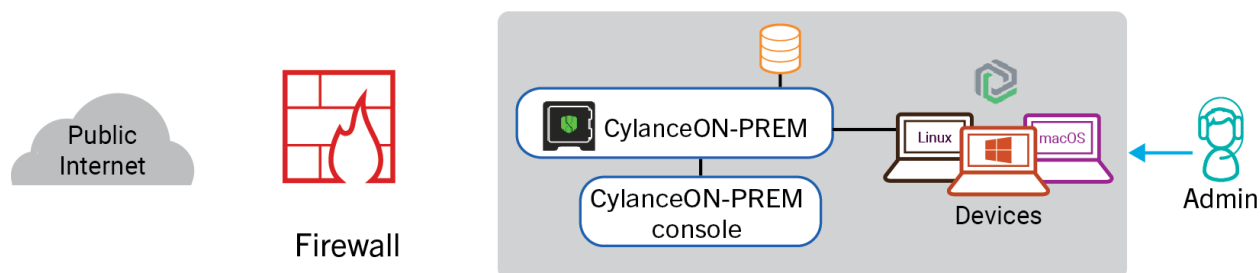 Public
Internet
Firewall
CylanceON-PREM
CylanceON-PREM
console
Linux
macOS
Devices
Admin